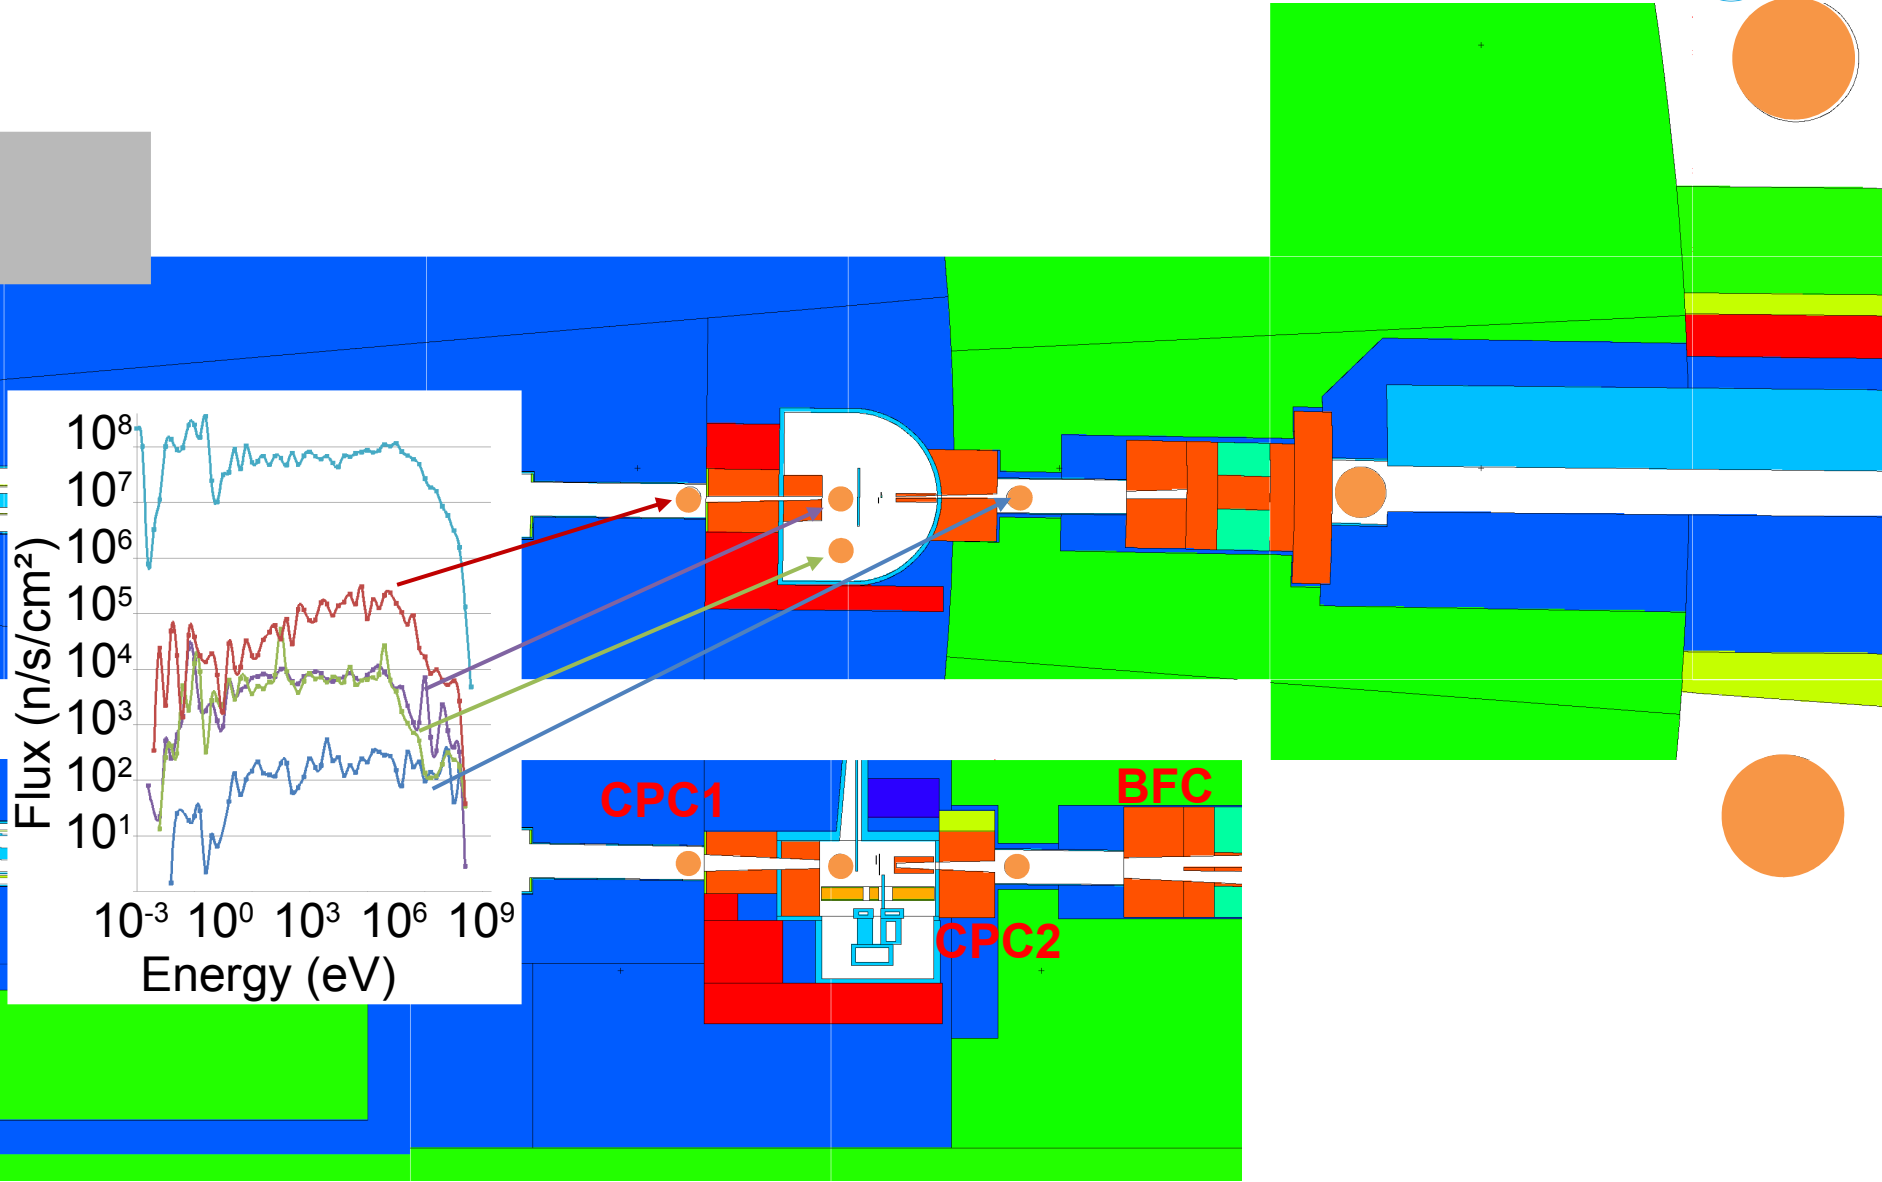 10⁸
10⁷
10⁶
10⁵
10⁴
10³
10²
10¹
Flux (n/s/cm²)
10⁻³ 10⁰ 10³ 10⁶ 10⁹
Energy (eV)
CPC1
BFC
CPC2